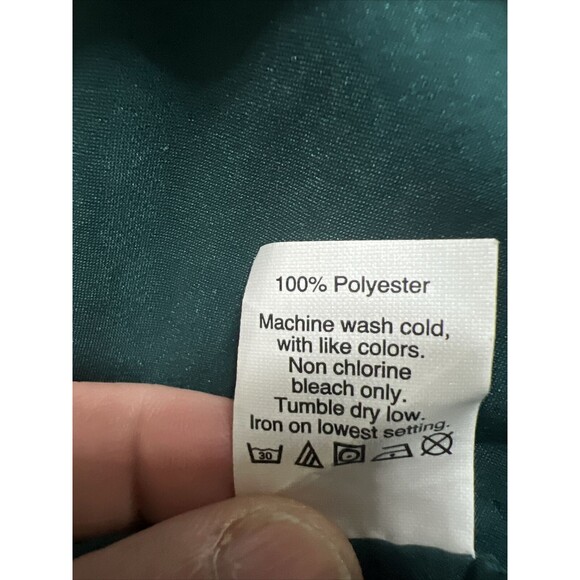 100% Polyester
Machine wash cold,
with like colors.
Non chlorine
bleach only.
Tumble dry low.
Iron on lowest setting.
30